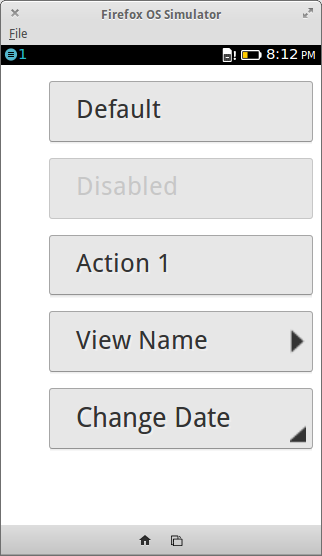 Firefox OS Simulator
File
1 8:12 PM
Default
Disabled
Action 1
View Name
Change Date